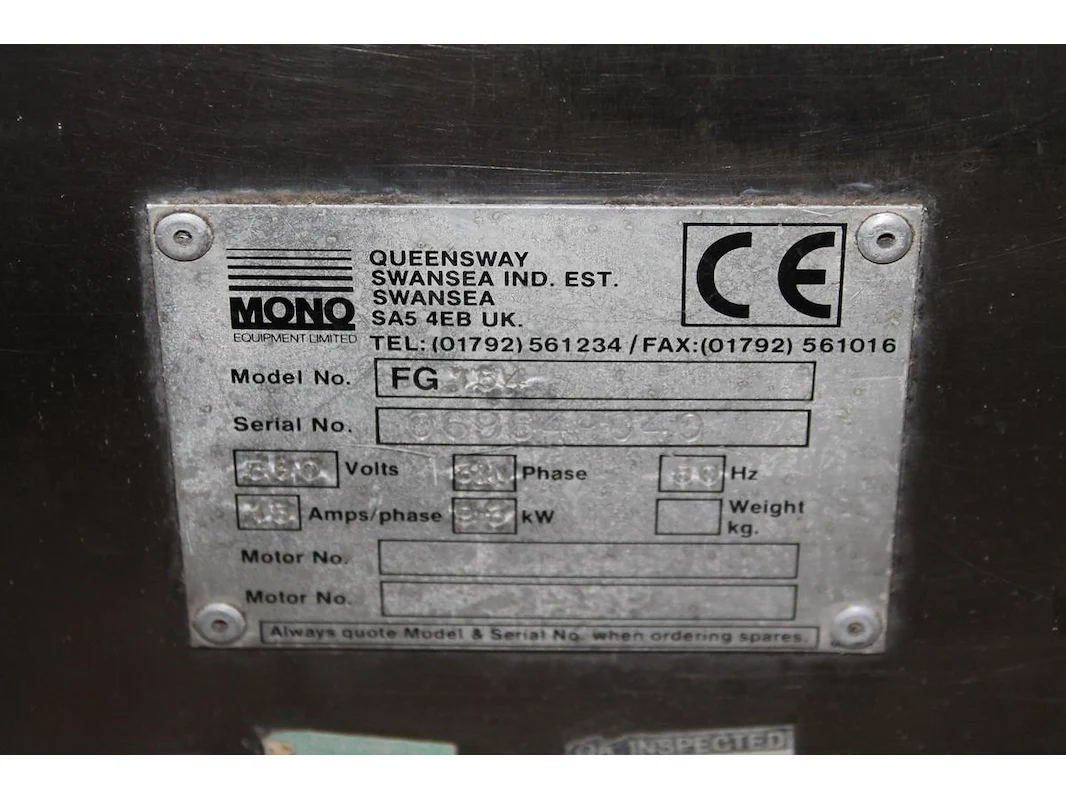 MONO
EQUIPMENT LIMITED
QUEENSWAY
SWANSEA IND. EST.
SWANSEA
SA5 4EB UK.
TEL: (01792) 561234 / FAX: (01792) 561016
CE
Model No. FG
Serial No.
Volts Phase 50 Hz
Amps/phase kW Weight kg.
Motor No.
Motor No.
Always quote Model & Serial No. when ordering spares.
QA INSPECTED